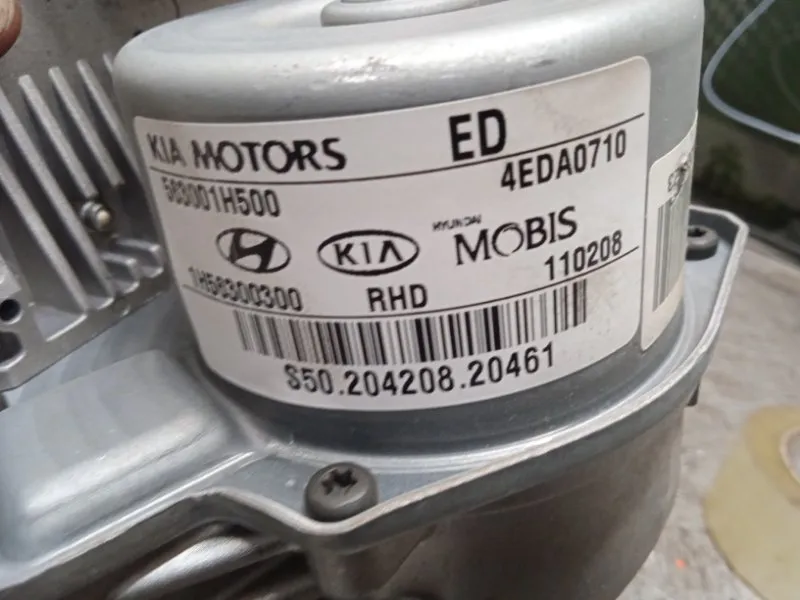 KIA MOTORS ED
563001H500 4EDA0710
KIA HYUNDAI MOBIS
1H56300300 RHD 110208
S50.204208.20461